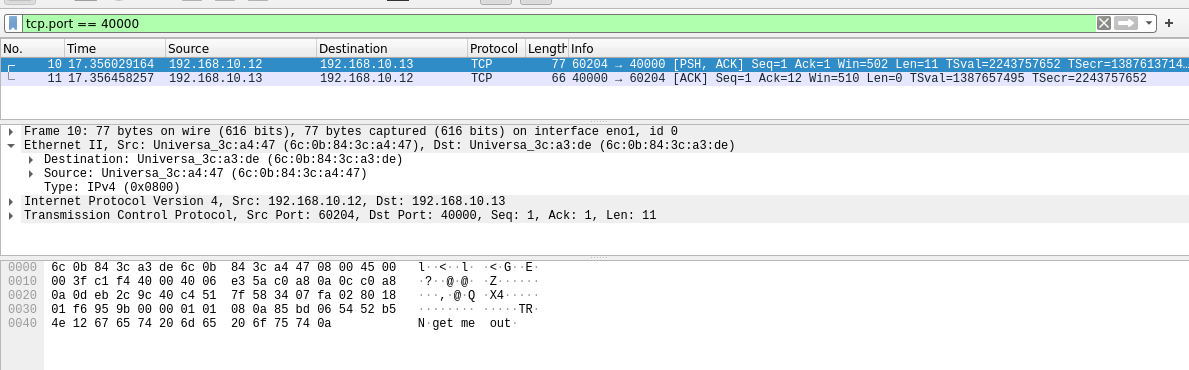 tcp.port == 40000
No. Time Source Destination Protocol Length Info
10 17.356029164 192.168.10.12 192.168.10.13 TCP 77 60204 → 40000 [PSH, ACK] Seq=1 Ack=1 Win=502 Len=11 TSval=2243757652 TSecr=1387613714…
11 17.356458257 192.168.10.13 192.168.10.12 TCP 66 40000 → 60204 [ACK] Seq=1 Ack=12 Win=510 Len=0 TSval=1387657495 TSecr=2243757652
Frame 10: 77 bytes on wire (616 bits), 77 bytes captured (616 bits) on interface eno1, id 0
Ethernet II, Src: Universa_3c:a4:47 (6c:0b:84:3c:a4:47), Dst: Universa_3c:a3:de (6c:0b:84:3c:a3:de)
Destination: Universa_3c:a3:de (6c:0b:84:3c:a3:de)
Source: Universa_3c:a4:47 (6c:0b:84:3c:a4:47)
Type: IPv4 (0x0800)
Internet Protocol Version 4, Src: 192.168.10.12, Dst: 192.168.10.13
Transmission Control Protocol, Src Port: 60204, Dst Port: 40000, Seq: 1, Ack: 1, Len: 11
0000 6c 0b 84 3c a3 de 6c 0b 84 3c a4 47 08 00 45 00 l··<··l· ·<·G··E·
0010 00 3f c1 f4 40 00 40 06 e3 5a c0 a8 0a 0c c0 a8 ·?··@·@· ·Z······
0020 0a 0d eb 2c 9c 40 c4 51 7f 58 34 07 fa 02 80 18 ···,·@·Q ·X4·····
0030 01 f6 95 9b 00 00 01 01 08 0a 85 bd 06 54 52 b5 ········ ·····TR·
0040 4e 12 67 65 74 20 6d 65 20 6f 75 74 0a N·get me out·